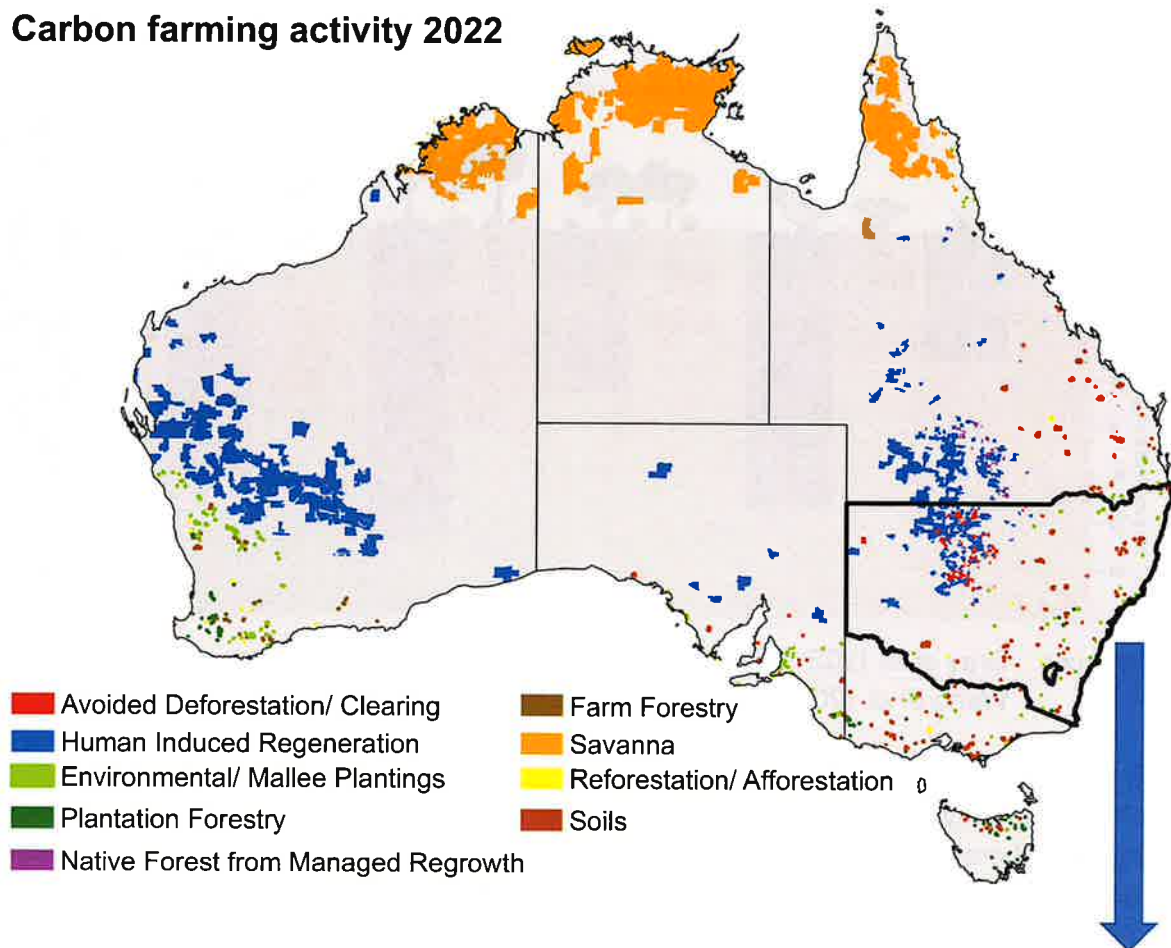 Carbon farming activity 2022
Avoided Deforestation/ Clearing
Human Induced Regeneration
Environmental/ Mallee Plantings
Plantation Forestry
Native Forest from Managed Regrowth
Farm Forestry
Savanna
Reforestation/ Afforestation
Soils